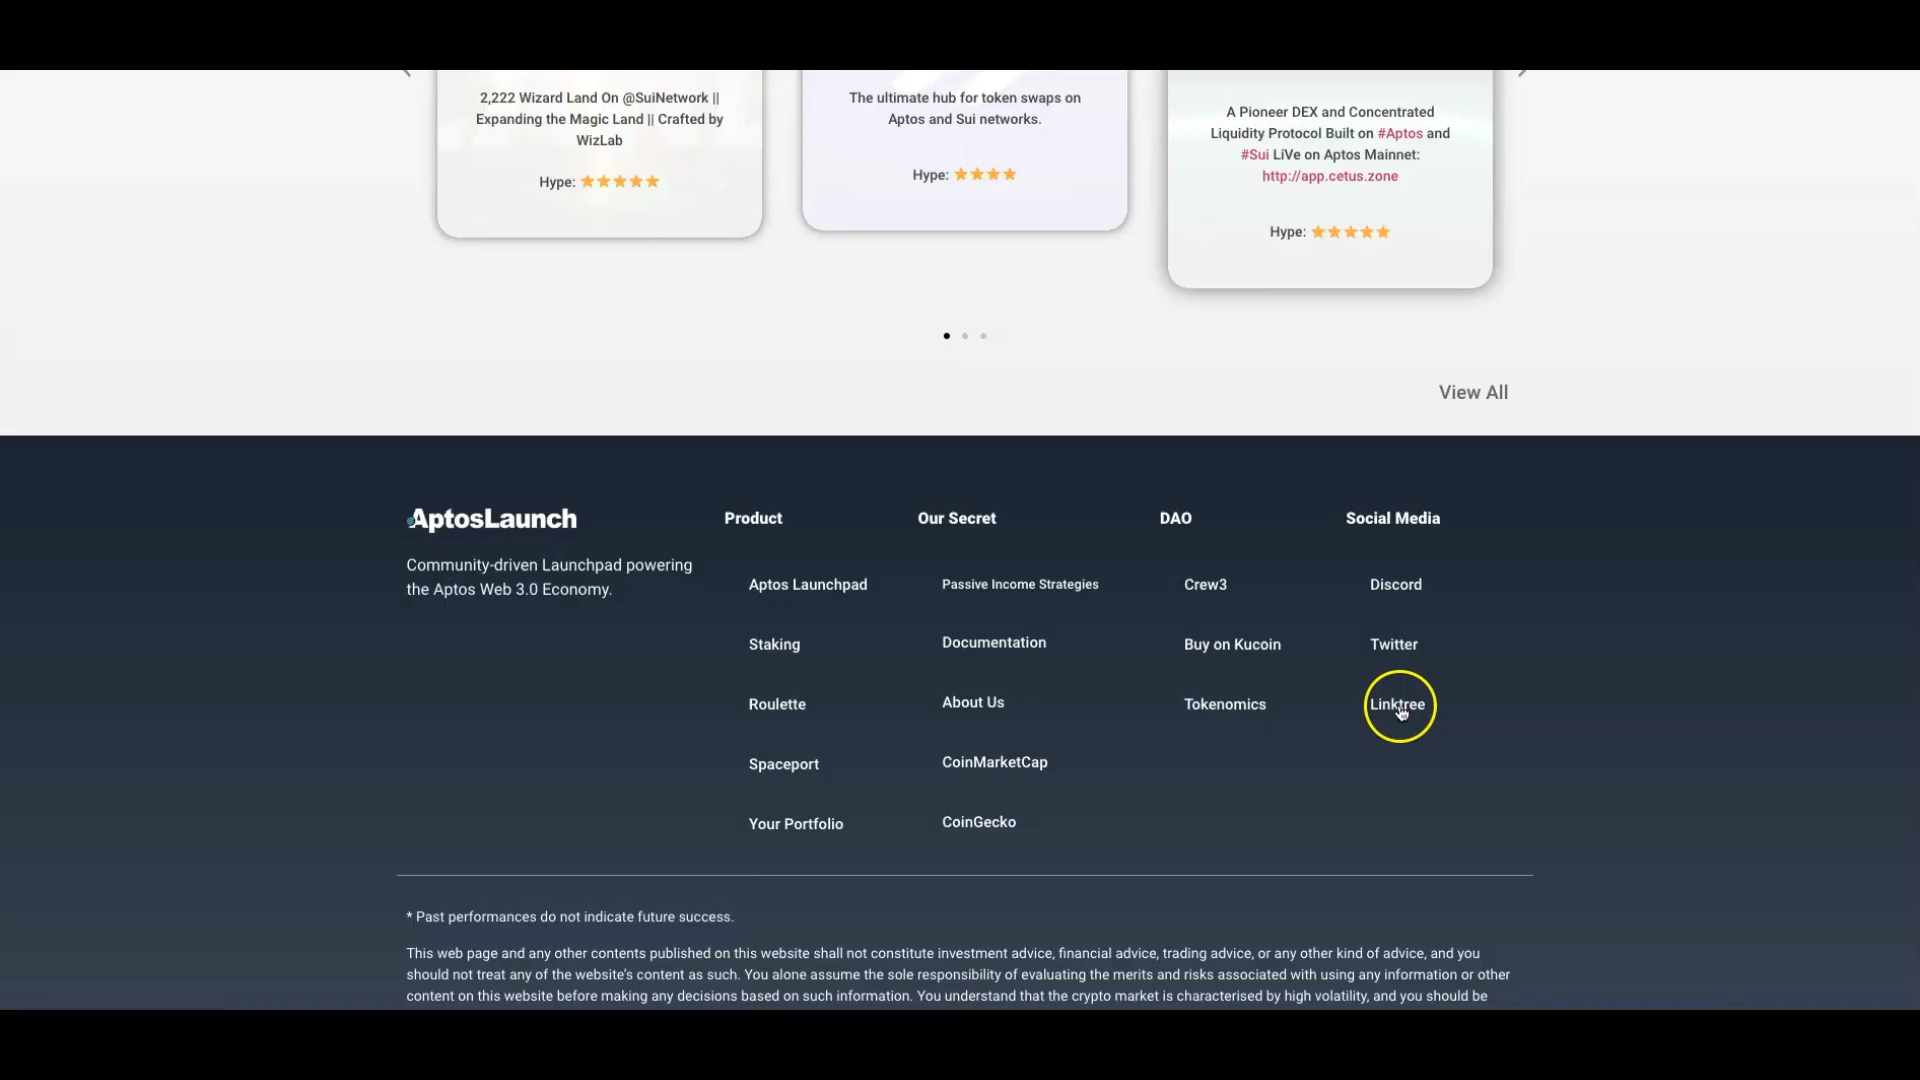 2,222 Wizard Land On @SuiNetwork ||
Expanding the Magic Land || Crafted by
WizLab
Hype:
The ultimate hub for token swaps on
Aptos and Sui networks.
Hype:
A Pioneer DEX and Concentrated
Liquidity Protocol Built on #Aptos and
#Sui LiVe on Aptos Mainnet:
http://app.cetus.zone
Hype:
View All
AptosLaunch
Community-driven Launchpad powering
the Aptos Web 3.0 Economy.
Product
Aptos Launchpad
Staking
Roulette
Spaceport
Your Portfolio
Our Secret
Passive Income Strategies
Documentation
About Us
CoinMarketCap
CoinGecko
DAO
Crew3
Buy on Kucoin
Tokenomics
Social Media
Discord
Twitter
Linktree
* Past performances do not indicate future success.
This web page and any other contents published on this website shall not constitute investment advice, financial advice, trading advice, or any other kind of advice, and you
should not treat any of the website's content as such. You alone assume the sole responsibility of evaluating the merits and risks associated with using any information or other
content on this website before making any decisions based on such information. You understand that the crypto market is characterised by high volatility, and you should be